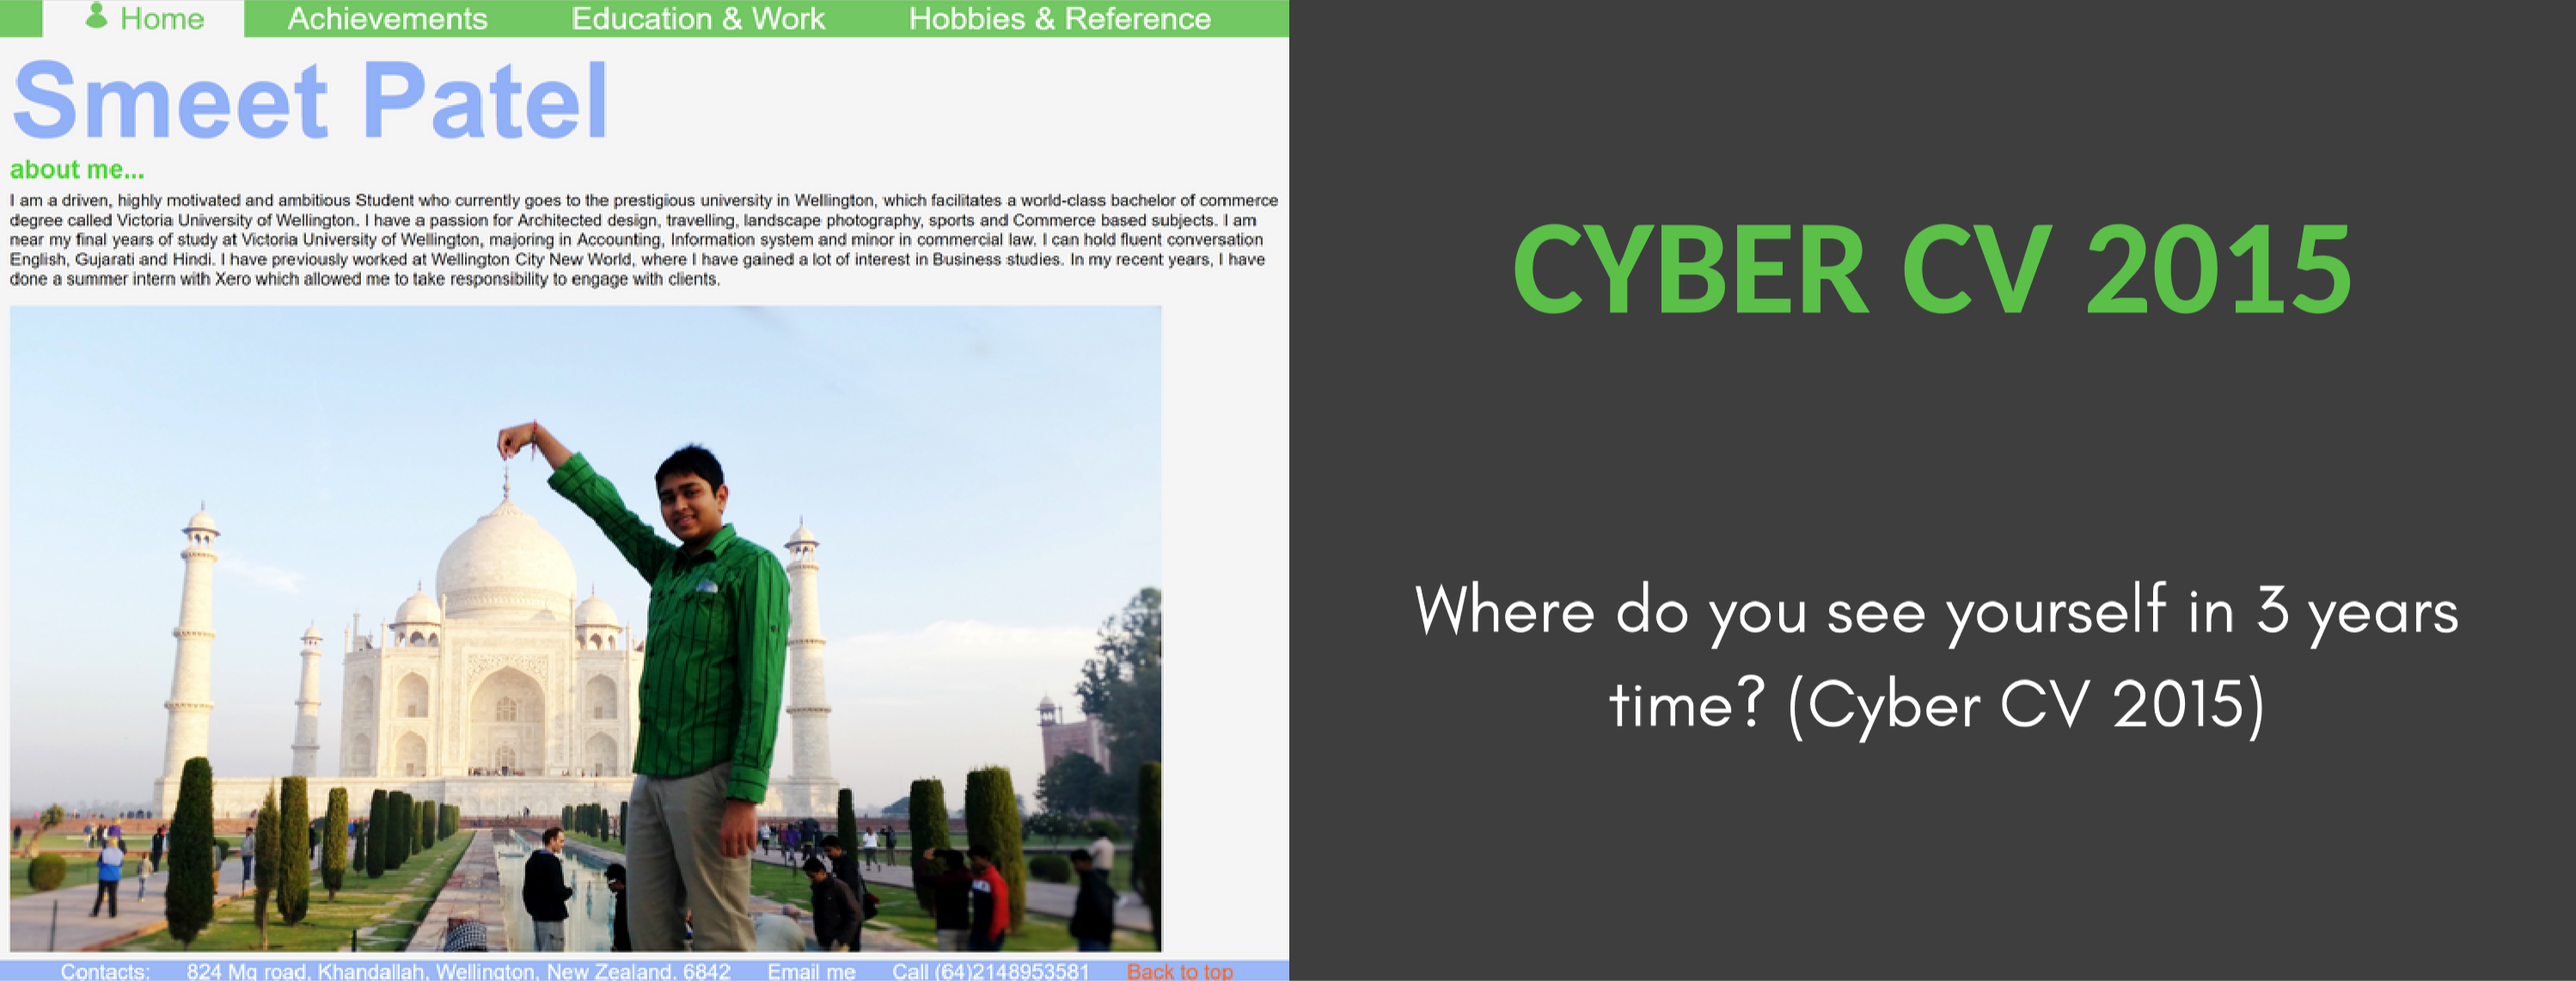 Home Achievements Education & Work Hobbies & Reference
Smeet Patel
about me...
I am a driven, highly motivated and ambitious Student who currently goes to the prestigious university in Wellington, which facilitates a world-class bachelor of commerce
degree called Victoria University of Wellington. I have a passion for Architected design, travelling, landscape photography, sports and Commerce based subjects. I am
near my final years of study at Victoria University of Wellington, majoring in Accounting, Information system and minor in commercial law. I can hold fluent conversation
English, Gujarati and Hindi. I have previously worked at Wellington City New World, where I have gained a lot of interest in Business studies. In my recent years, I have
done a summer intern with Xero which allowed me to take responsibility to engage with clients.
Contacts: 824 Mg road, Khandallah, Wellington, New Zealand, 6842 Email me Call (64)2148953581 Back to top
CYBER CV 2015
Where do you see yourself in 3 years
time? (Cyber CV 2015)